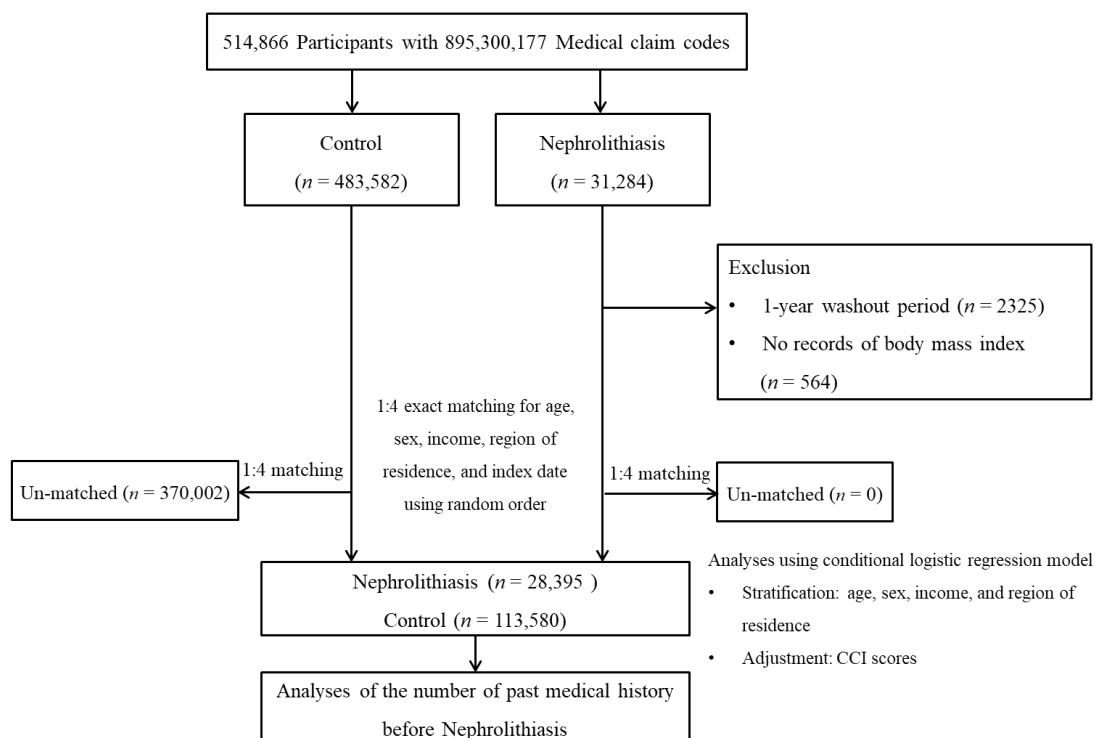 514,866 Participants with 895,300,177 Medical claim codes
Control
(n = 483,582)
Nephrolithiasis
(n = 31,284)
Exclusion
• 1-year washout period (n = 2325)
• No records of body mass index
(n = 564)
1:4 exact matching for age,
sex, income, region of
residence, and index date
using random order
1:4 matching
Un-matched (n = 370,002)
1:4 matching
Un-matched (n = 0)
Nephrolithiasis (n = 28,395 )
Control (n = 113,580)
Analyses using conditional logistic regression model
• Stratification: age, sex, income, and region of
residence
• Adjustment: CCI scores
Analyses of the number of past medical history
before Nephrolithiasis